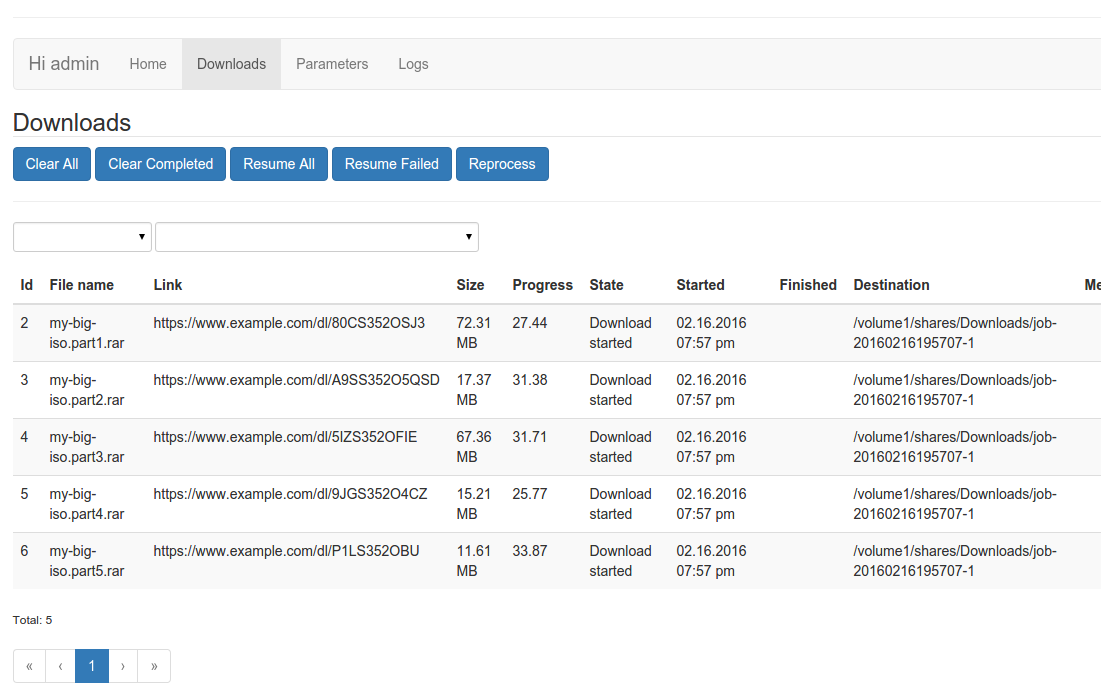 Hi admin Home Downloads Parameters Logs
Downloads
Clear All Clear Completed Resume All Resume Failed Reprocess
Id File name Link Size Progress State Started Finished Destination Me
2 my-big- https://www.example.com/dl/80CS352OSJ3 72.31 27.44 Download 02.16.2016 /volume1/shares/Downloads/job-
iso.part1.rar MB started 07:57 pm 20160216195707-1
3 my-big- https://www.example.com/dl/A9SS352O5QSD 17.37 31.38 Download 02.16.2016 /volume1/shares/Downloads/job-
iso.part2.rar MB started 07:57 pm 20160216195707-1
4 my-big- https://www.example.com/dl/5IZS352OFIE 67.36 31.71 Download 02.16.2016 /volume1/shares/Downloads/job-
iso.part3.rar MB started 07:57 pm 20160216195707-1
5 my-big- https://www.example.com/dl/9JGS352O4CZ 15.21 25.77 Download 02.16.2016 /volume1/shares/Downloads/job-
iso.part4.rar MB started 07:57 pm 20160216195707-1
6 my-big- https://www.example.com/dl/P1LS352OBU 11.61 33.87 Download 02.16.2016 /volume1/shares/Downloads/job-
iso.part5.rar MB started 07:57 pm 20160216195707-1
Total: 5
« ‹ 1 › »